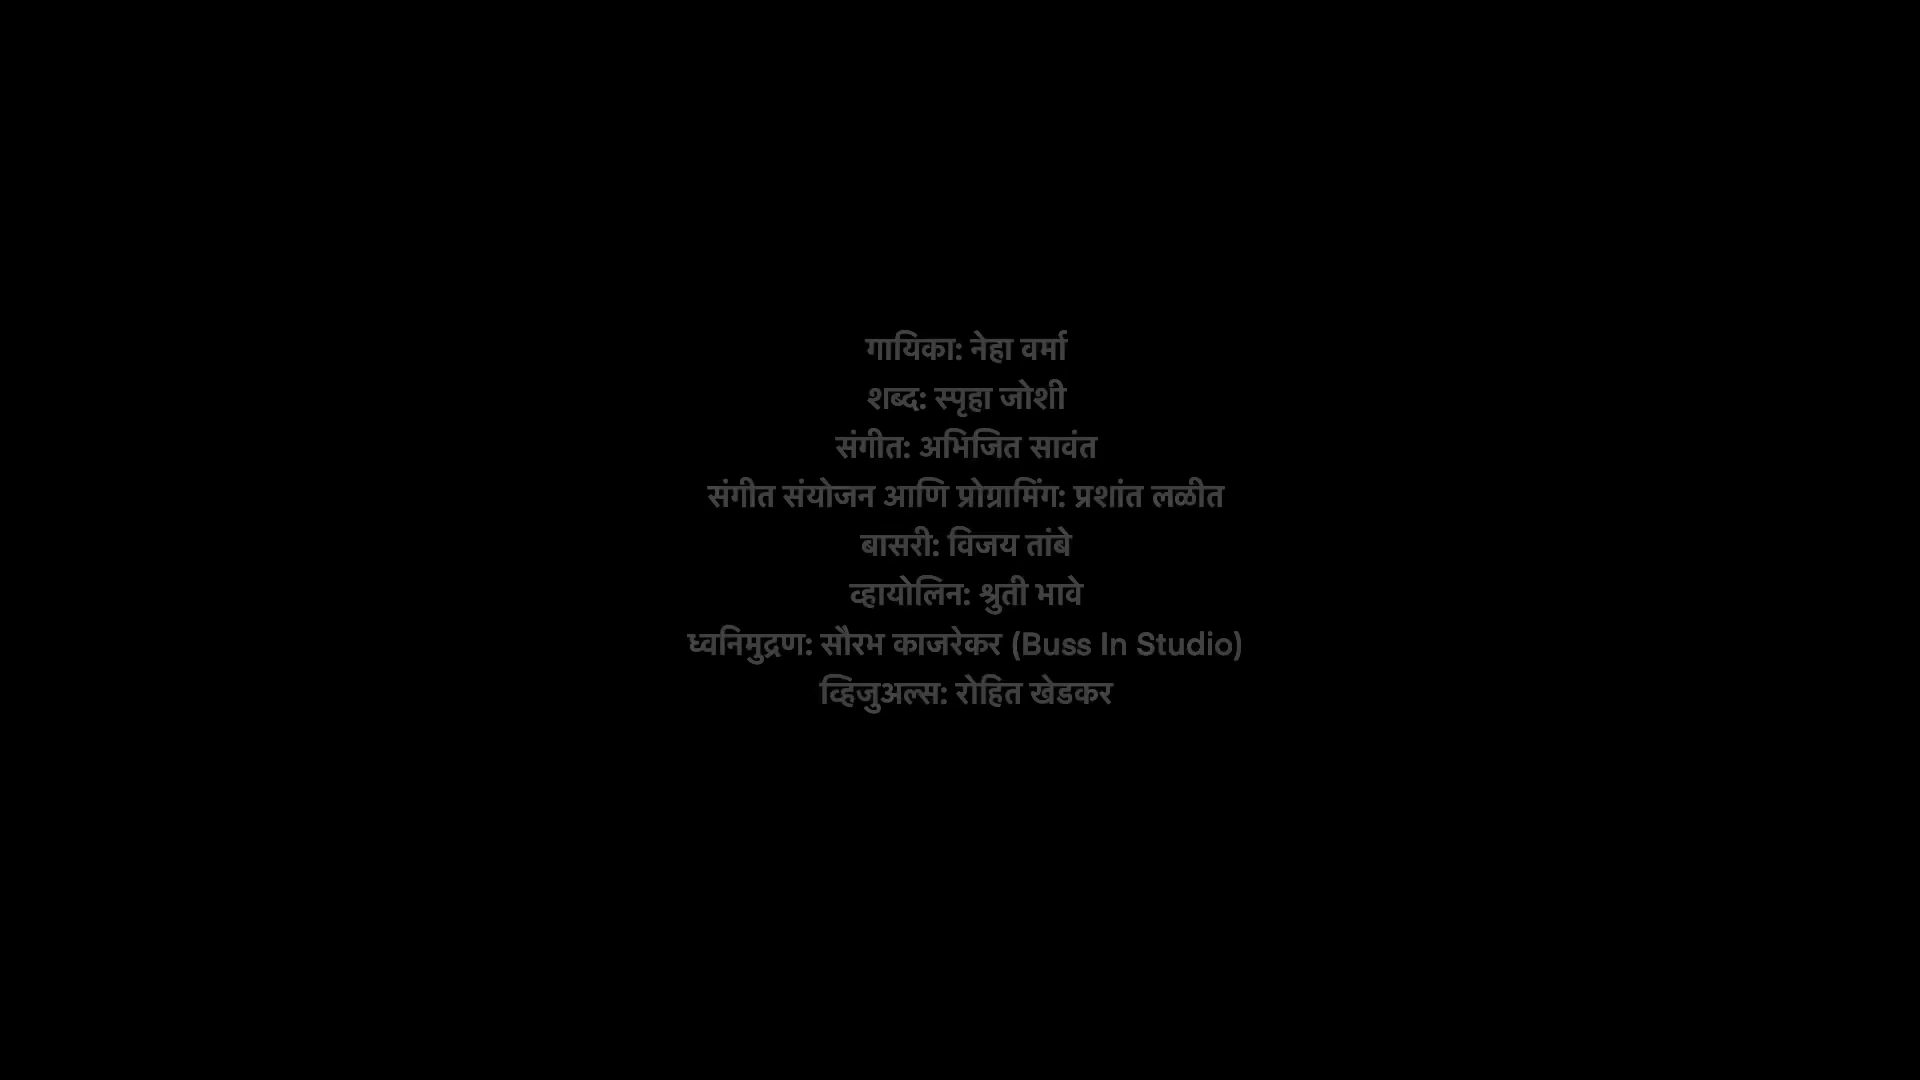 गायिका: नेहा वर्मा
शब्द: स्पृहा जोशी
संगीत: अभिजित सावंत
संगीत संयोजन आणि प्रोग्रामिंग: प्रशांत लळीत
बासरी: विजय तांबे
व्हायोलिन: श्रुती भावे
ध्वनिमुद्रण: सौरभ काजरेकर (Buss In Studio)
व्हिजुअल्स: रोहित खेडकर